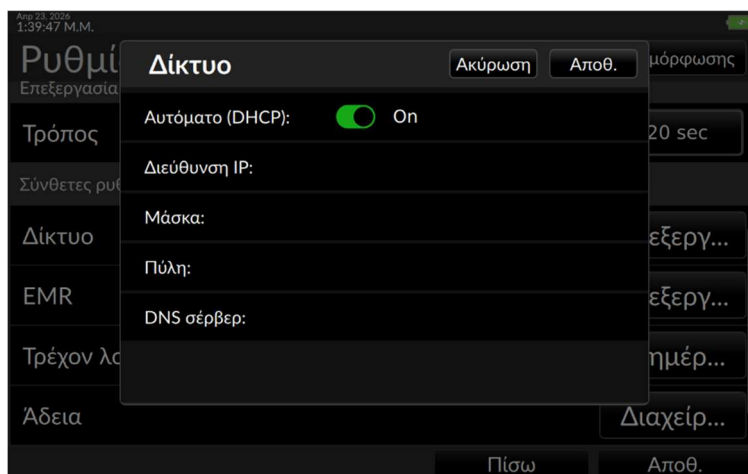 Απρ 23, 2026
1:39:47 Μ.Μ.
Ρυθμί
Δίκτυο
Ακύρωση
Αποθ.
μόρφωσης
Επεξεργασία
Αυτόματο (DHCP):
On
Τρόπος
20 sec
Διεύθυνση IP:
Σύνθετες ρυθ
Μάσκα:
Δίκτυο
εξεργ...
Πύλη:
EMR
εξεργ...
DNS σέρβερ:
Τρέχον λο
ημέρ...
Άδεια
Διαχείρ...
Πίσω
Αποθ.